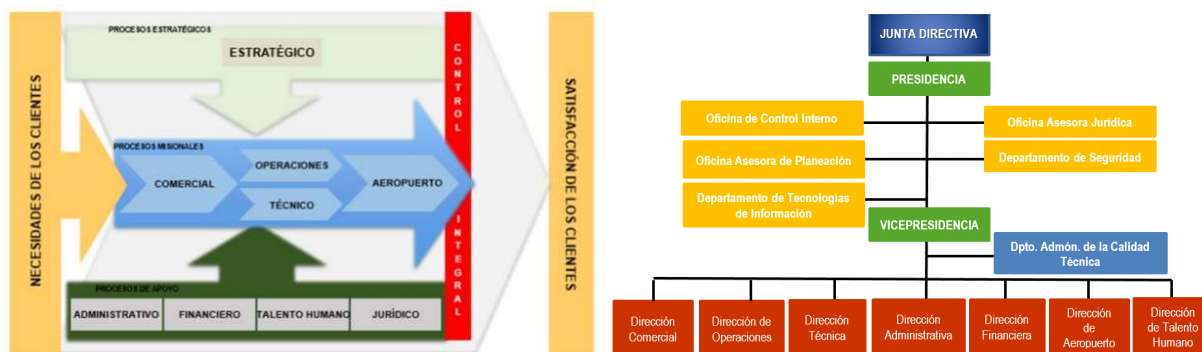 NECESIDADES DE LOS CLIENTES
PROCESOS ESTRATÉGICOS
ESTRATÉGICO
PROCESOS MISIONALES
COMERCIAL
OPERACIONES
TÉCNICO
AEROPUERTO
PROCESOS DE APOYO
ADMINISTRATIVO
FINANCIERO
TALENTO HUMANO
JURÍDICO
CONTROL INTEGRAL
SATISFACCIÓN DE LOS CLIENTES
JUNTA DIRECTIVA
PRESIDENCIA
Oficina de Control Interno
Oficina Asesora Jurídica
Oficina Asesora de Planeación
Departamento de Seguridad
Departamento de Tecnologías
de Información
VICEPRESIDENCIA
Dpto. Admón. de la Calidad
Técnica
Dirección
Comercial
Dirección de
Operaciones
Dirección
Técnica
Dirección
Administrativa
Dirección
Financiera
Dirección
de
Aeropuerto
Dirección
de Talento
Humano